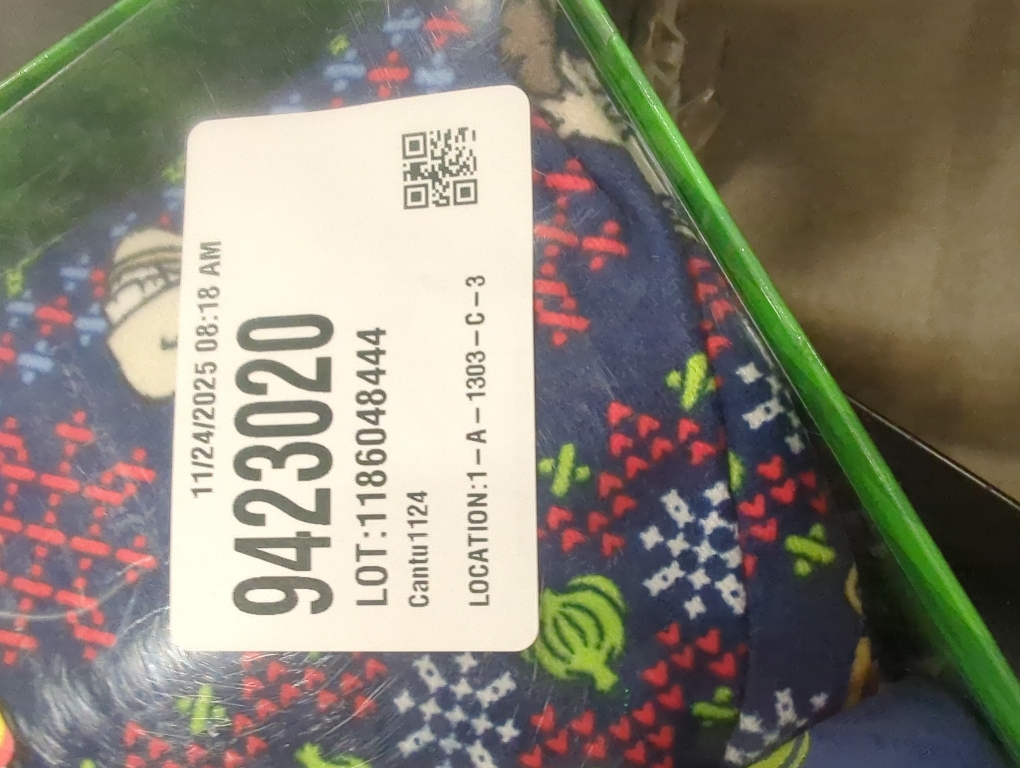 11/24/2025 08:18 AM
9423020
LOT:1186048444
Cantu1124
LOCATION:1-A-1303-C-3